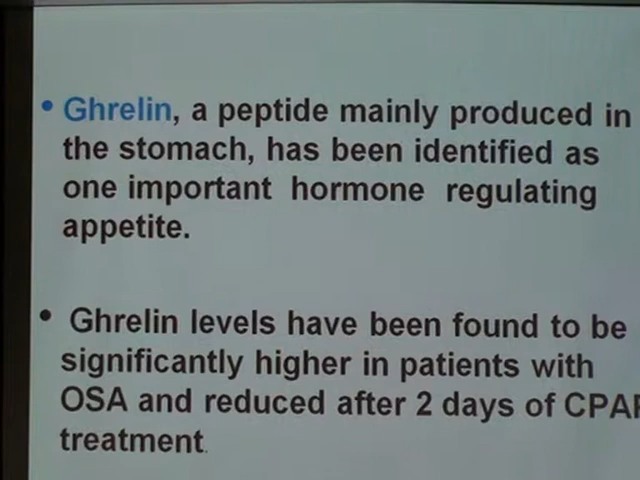 • Ghrelin, a peptide mainly produced in
the stomach, has been identified as
one important hormone regulating
appetite.
• Ghrelin levels have been found to be
significantly higher in patients with
OSA and reduced after 2 days of CPAP
treatment.